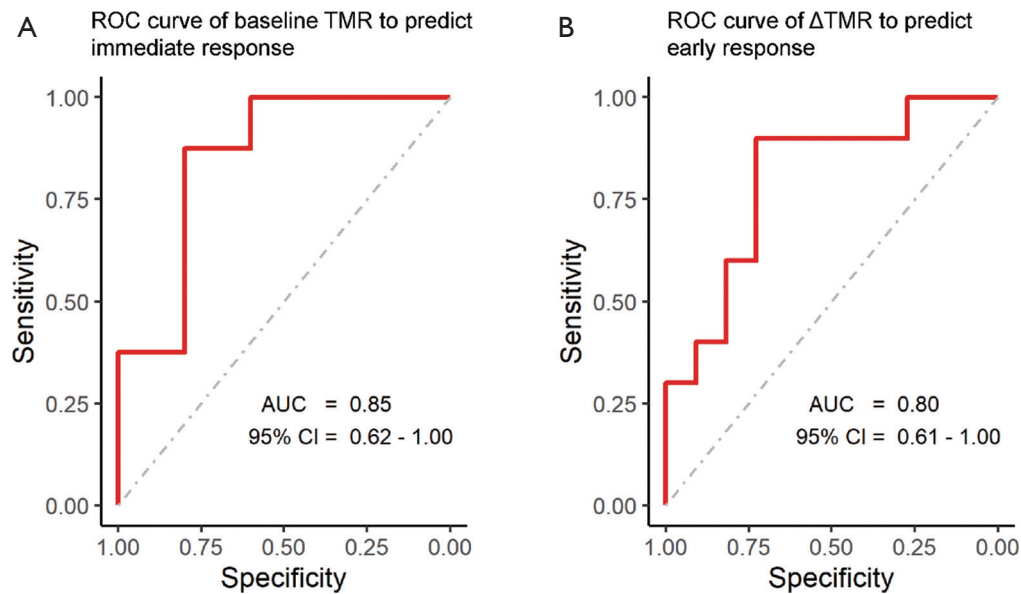 A
ROC curve of baseline TMR to predict
immediate response
1.00
0.75
0.50
0.25
0.00
Sensitivity
AUC = 0.85
95% CI = 0.62 - 1.00
1.00 0.75 0.50 0.25 0.00
Specificity
B
ROC curve of ΔTMR to predict
early response
1.00
0.75
0.50
0.25
0.00
Sensitivity
AUC = 0.80
95% CI = 0.61 - 1.00
1.00 0.75 0.50 0.25 0.00
Specificity